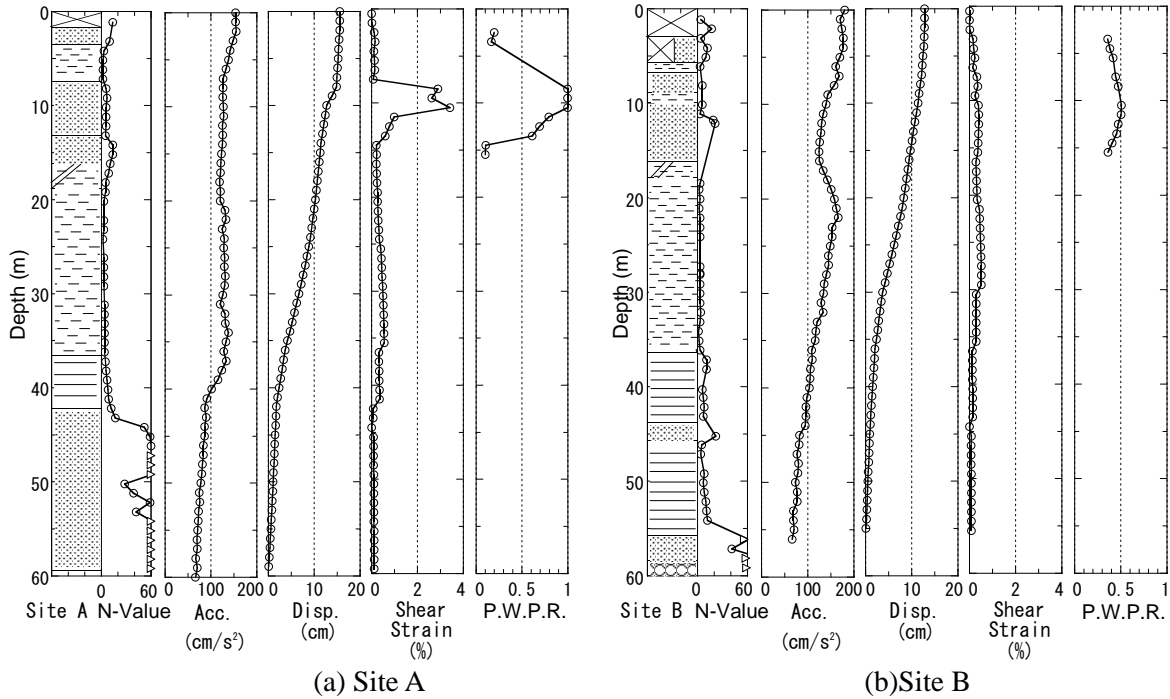 0
10
20
30
40
50
60
Depth (m)
Site A N-Value
0 60
Acc.
(cm/s²)
0 100 200
Disp.
(cm)
0 10 20
Shear
Strain
(%)
0 2 4
P.W.P.R.
0 0.5 1
(a) Site A
0
10
20
30
40
50
60
Depth (m)
Site B N-Value
0 60
Acc.
(cm/s²)
0 100 200
Disp.
(cm)
0 10 20
Shear
Strain
(%)
0 2 4
P.W.P.R.
0 0.5 1
(b)Site B